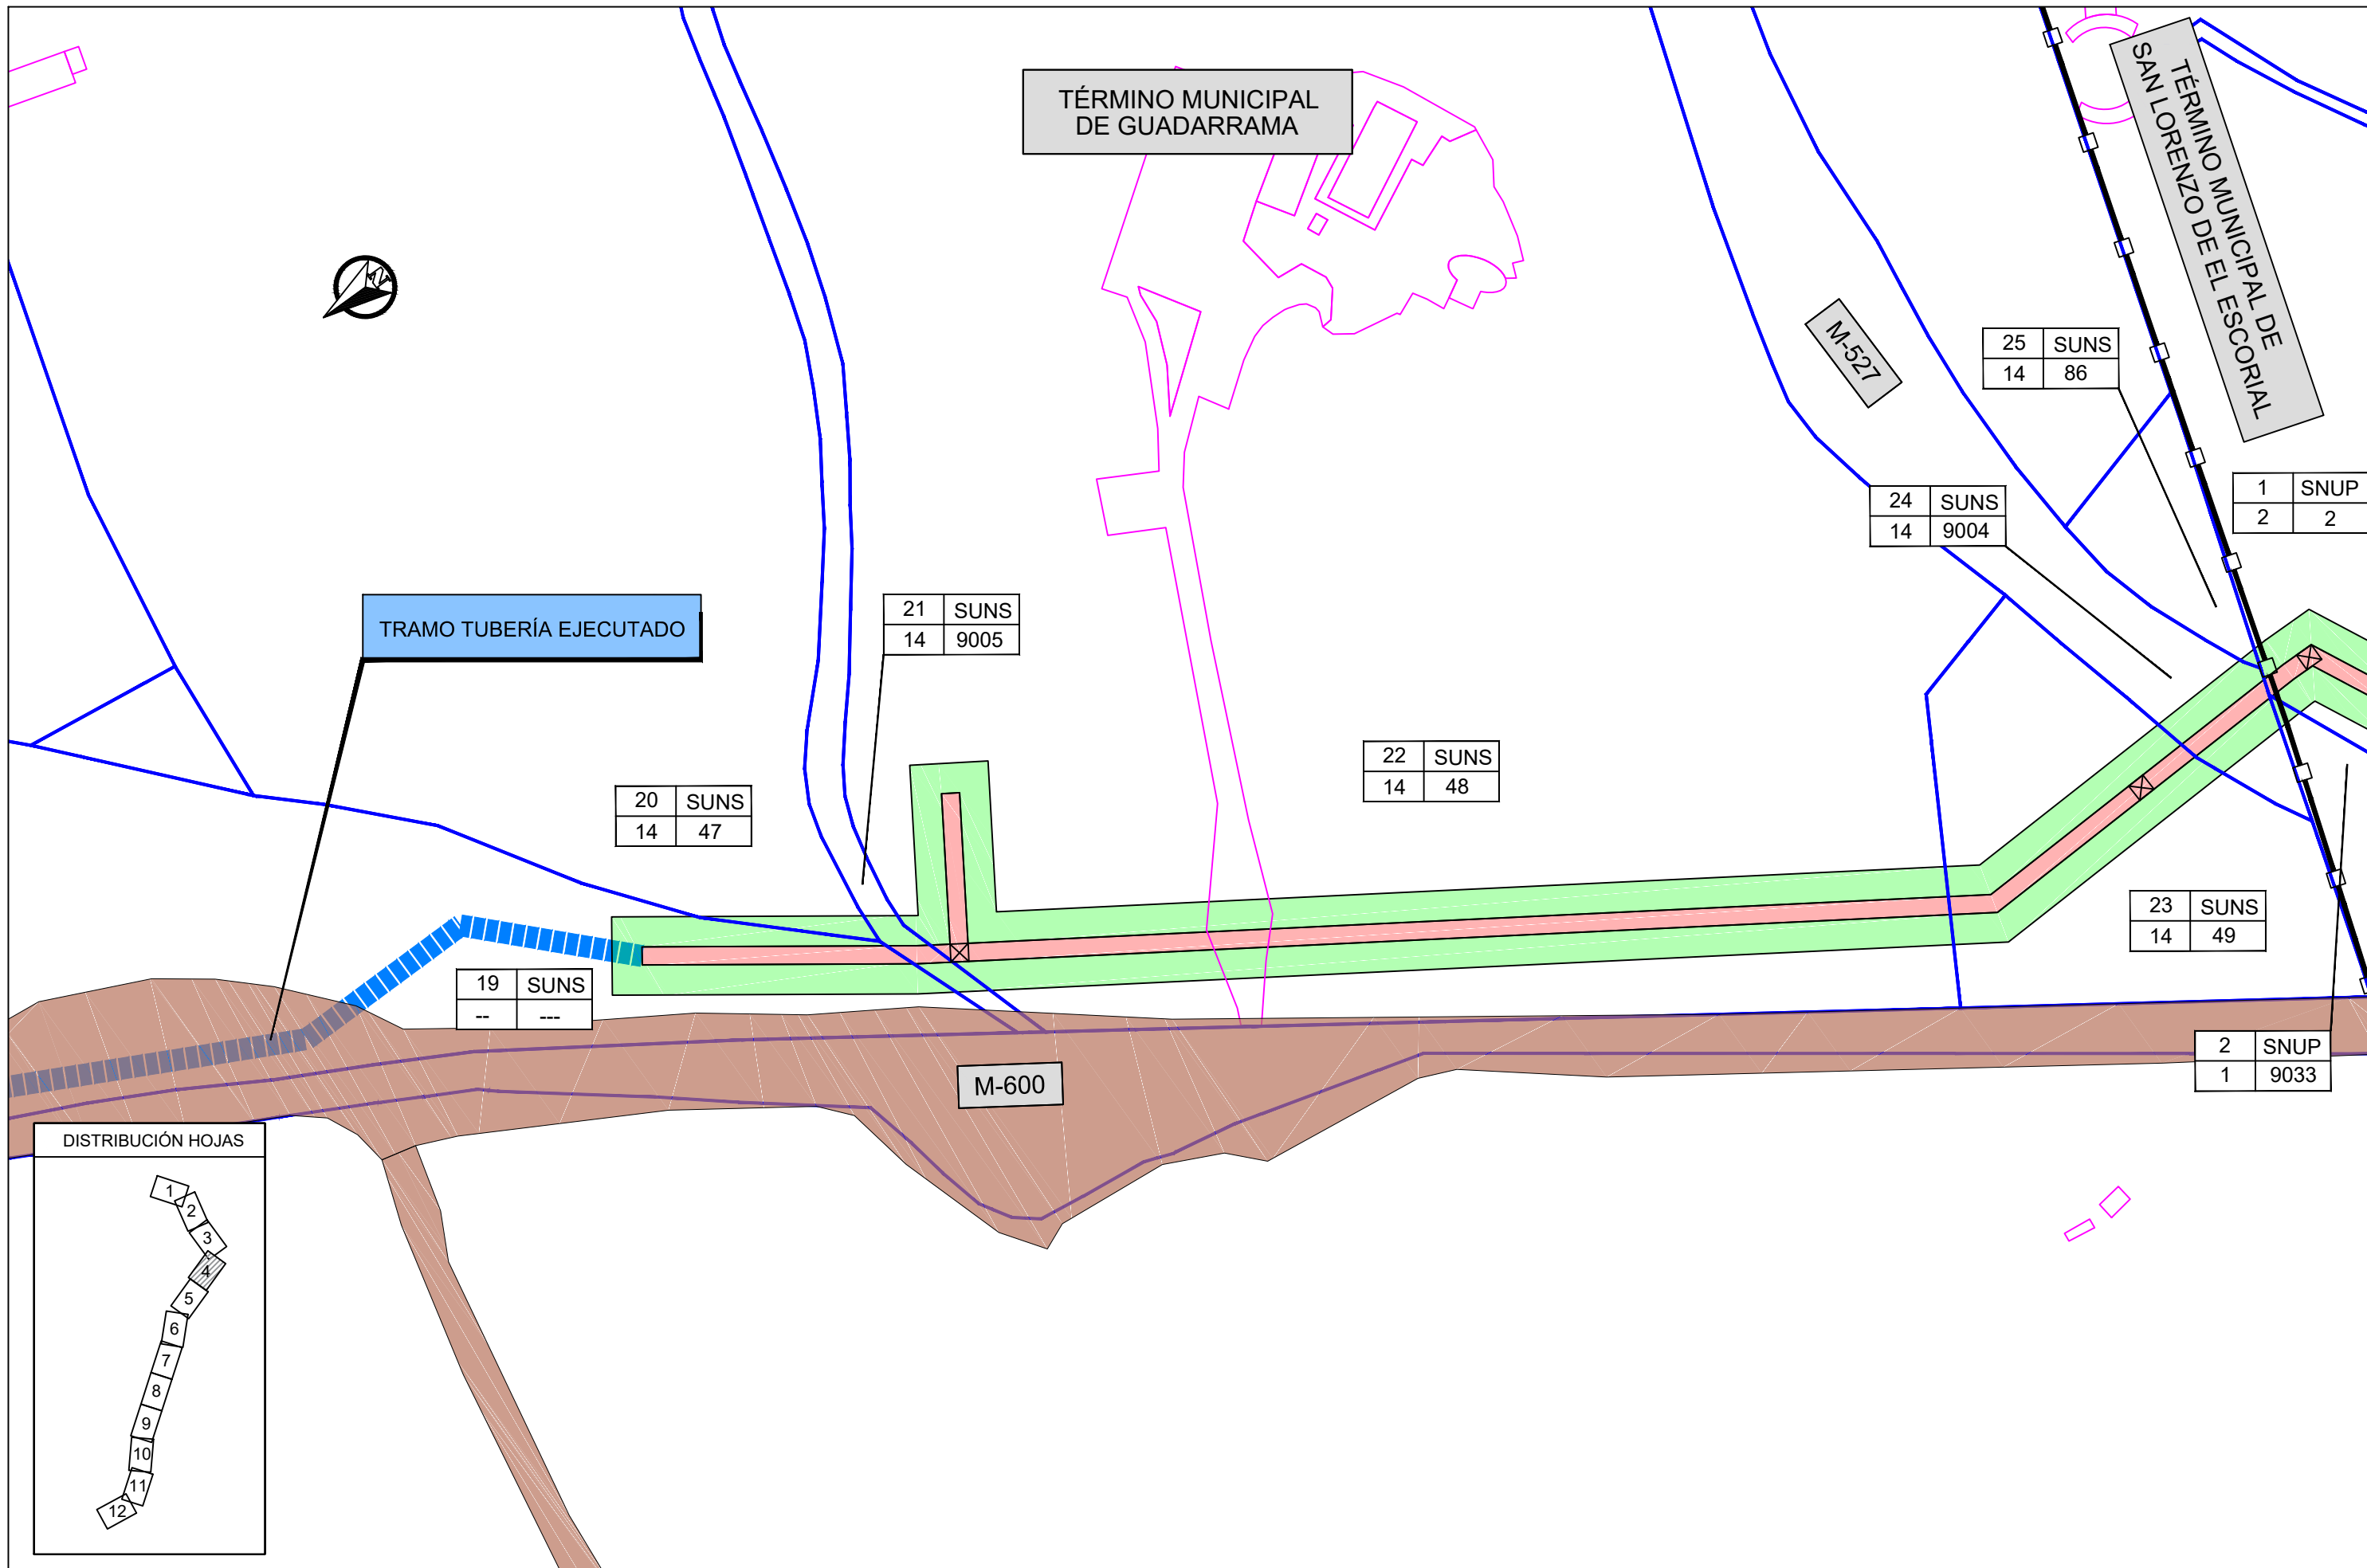 TÉRMINO MUNICIPAL
DE GUADARRAMA
TÉRMINO MUNICIPAL DE
SAN LORENZO DE EL ESCORIAL
M-527
25 SUNS
14 86
24 SUNS
14 9004
1 SNUP
2 2
TRAMO TUBERÍA EJECUTADO
21 SUNS
14 9005
22 SUNS
14 48
20 SUNS
14 47
23 SUNS
14 49
19 SUNS
-- ---
2 SNUP
1 9033
M-600
DISTRIBUCIÓN HOJAS
1
2
3
4
5
6
7
8
9
10
11
12